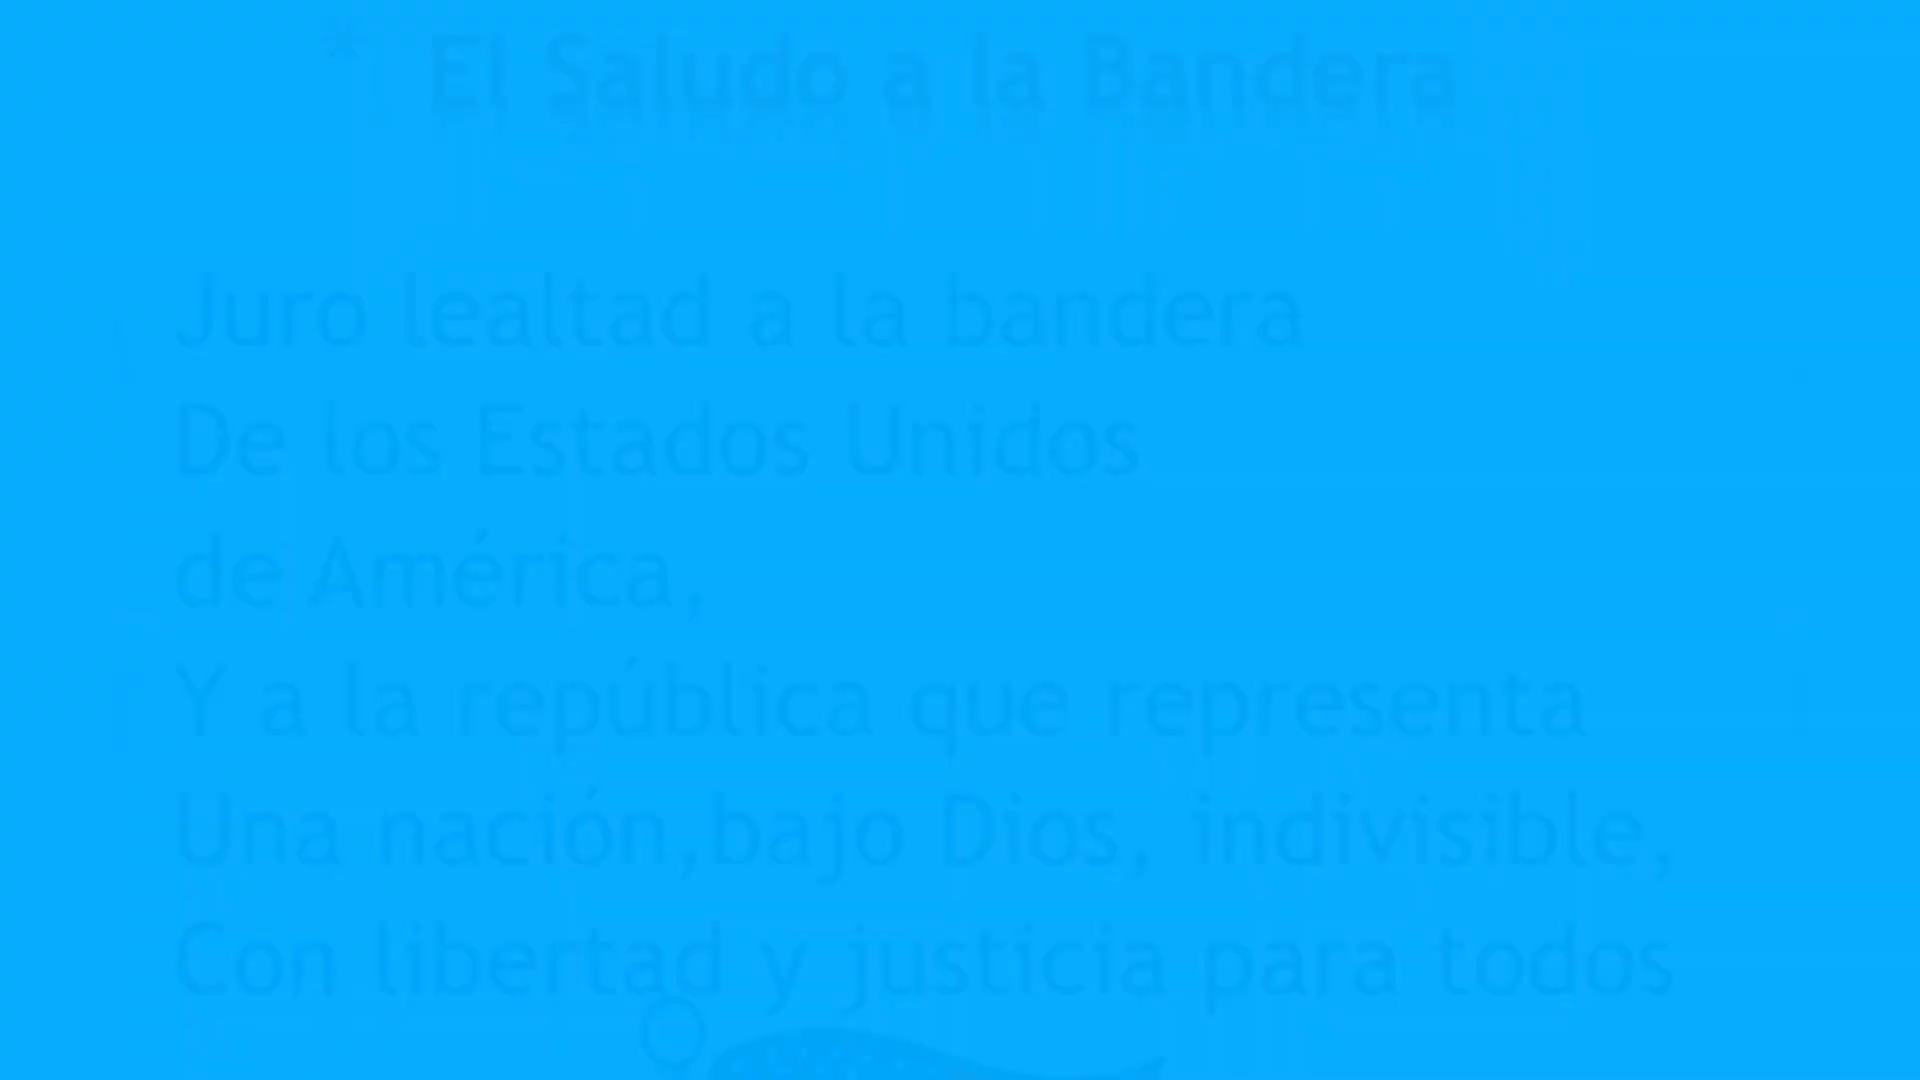 * El Saludo a la Bandera
Juro lealtad a la bandera
De los Estados Unidos
de América,
Y a la república que representa
Una nación,bajo Dios, indivisible,
Con libertad y justicia para todos